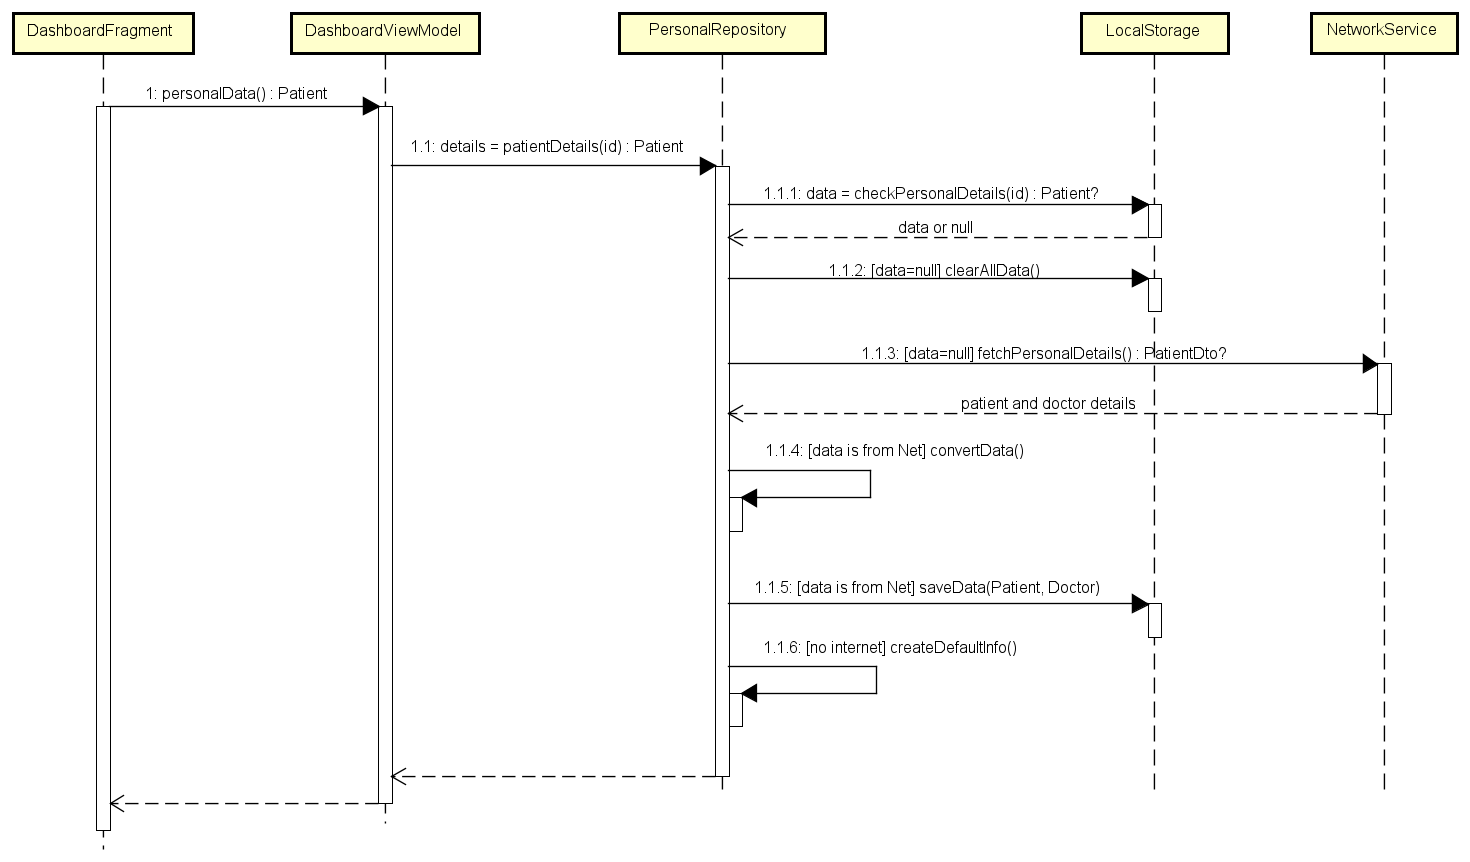 DashboardFragment
DashboardViewModel
PersonalRepository
LocalStorage
NetworkService
1: personalData() : Patient
1.1: details = patientDetails(id) : Patient
1.1.1: data = checkPersonalDetails(id) : Patient?
data or null
1.1.2: [data=null] clearAllData()
1.1.3: [data=null] fetchPersonalDetails() : PatientDto?
patient and doctor details
1.1.4: [data is from Net] convertData()
1.1.5: [data is from Net] saveData(Patient, Doctor)
1.1.6: [no internet] createDefaultInfo()